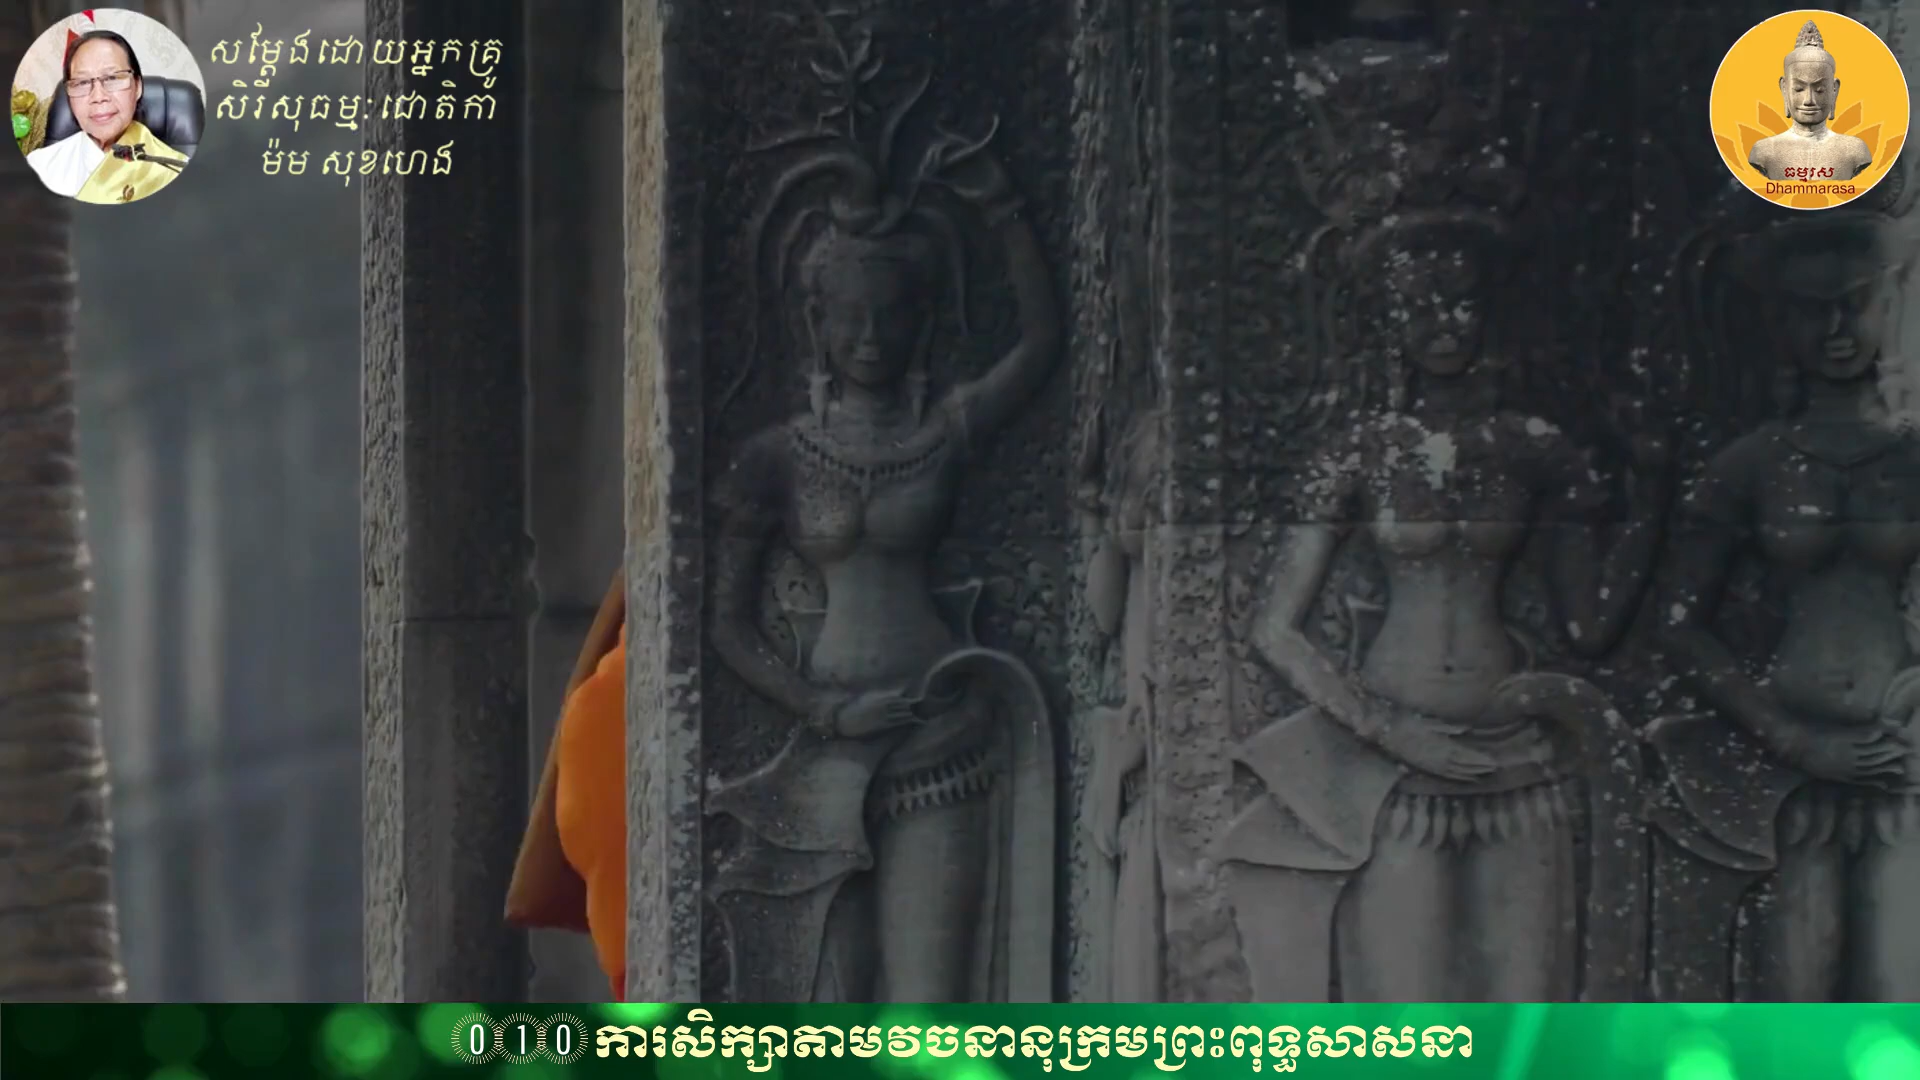 សម្ដែងដោយអ្នកគ្រូ
សិរីសុធម្មៈជោតិកា
ម៉ម សុខហេង
ធម្មរស
Dhammarasa
010 ការសិក្សាតាមវចនានុក្រមព្រះពុទ្ធសាសនា